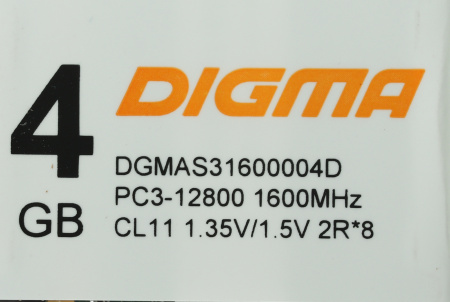 4 GB
DIGMA
DGMAS31600004D
PC3-12800 1600MHz
CL11 1.35V/1.5V 2R*8